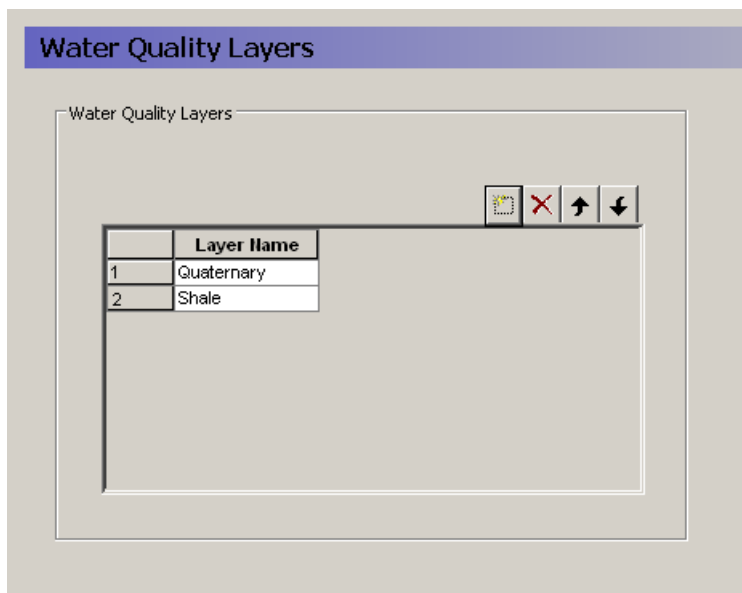 Water Quality Layers
Water Quality Layers
Layer Name
1 Quaternary
2 Shale